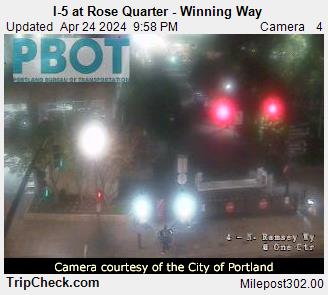 I-5 at Rose Quarter - Winning Way
Updated Apr 24 2024 9:58 PM Camera 4
PBOT
PORTLAND BUREAU OF TRANSPORTATION
4 - N. Ramsey Wy
W One Ctr
Camera courtesy of the City of Portland
TripCheck.com Milepost302.00